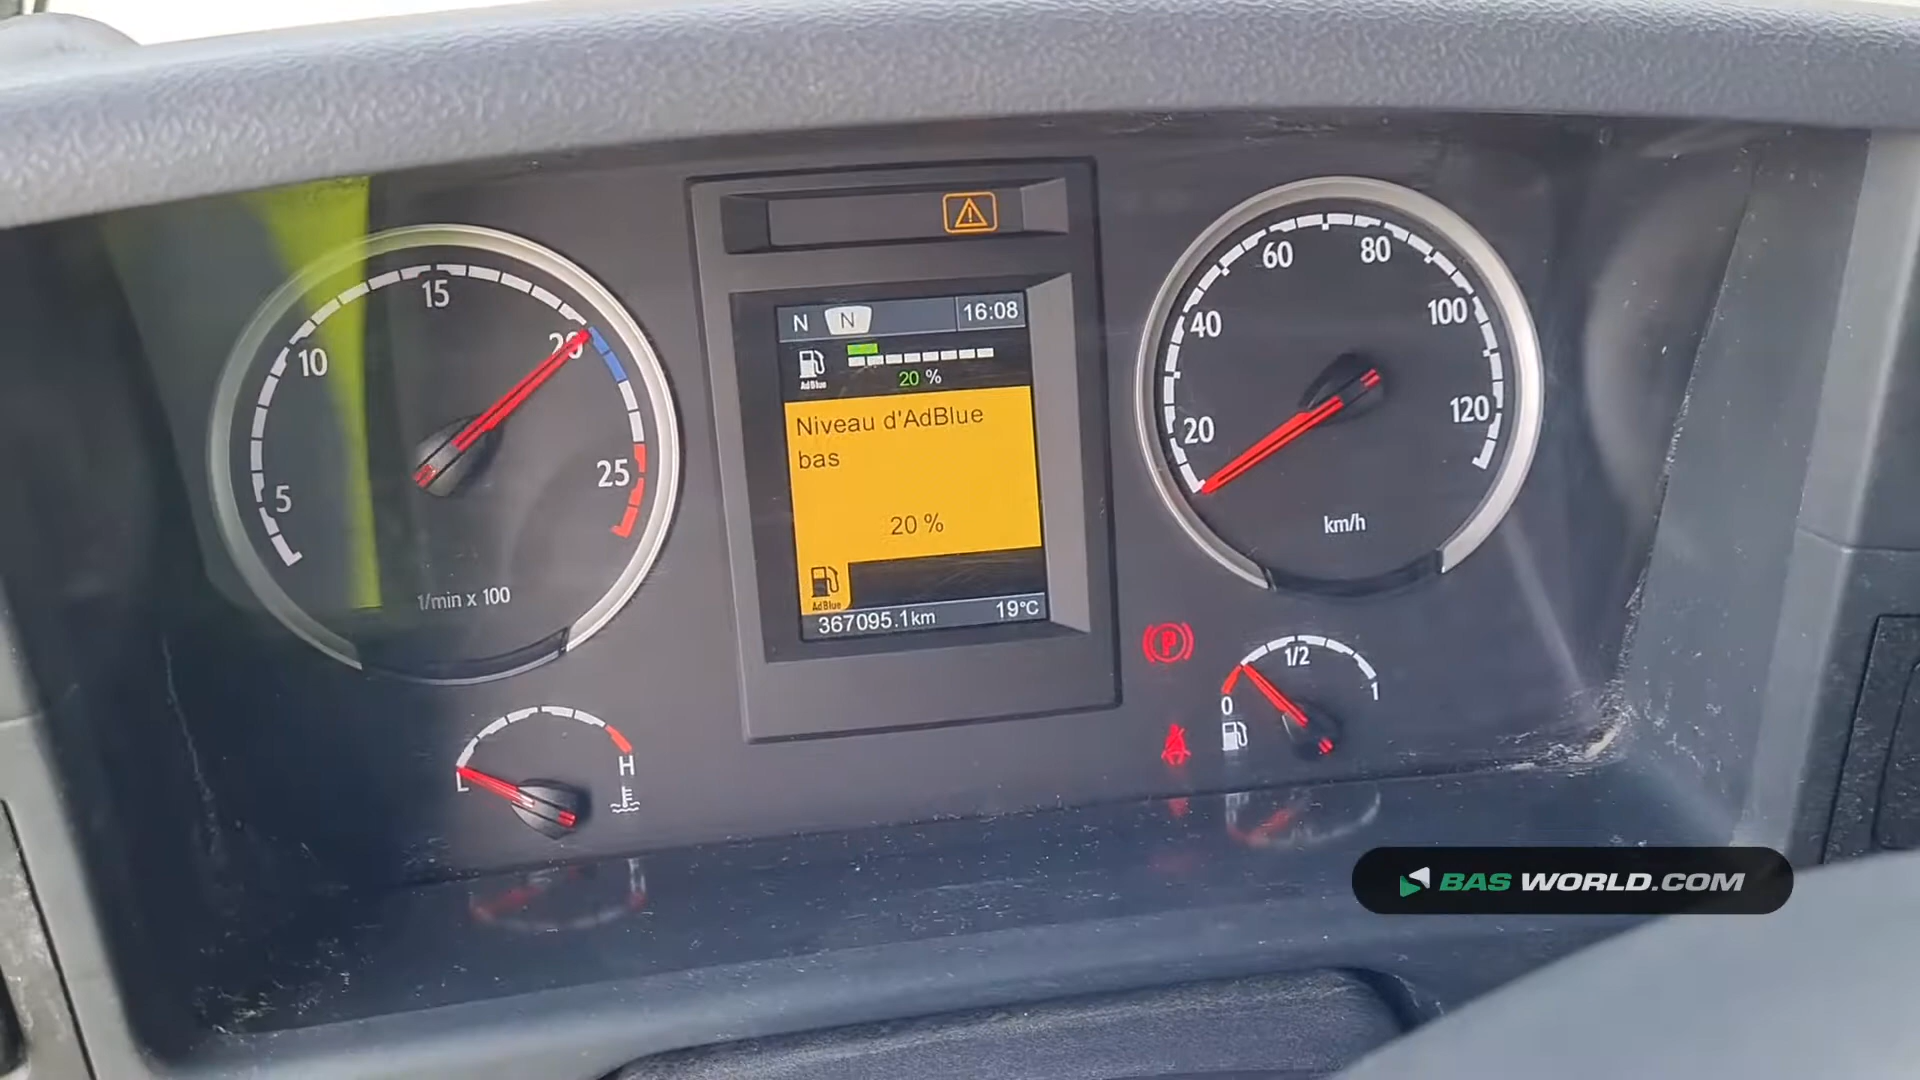 N N 16:08
AdBlue
20 %
Niveau d'AdBlue
bas
20 %
AdBlue
367095.1km 19°C
5
10
15
20
25
1/min x 100
20
40
60
80
100
120
km/h
L
H
P
0
1/2
1
BAS WORLD.COM